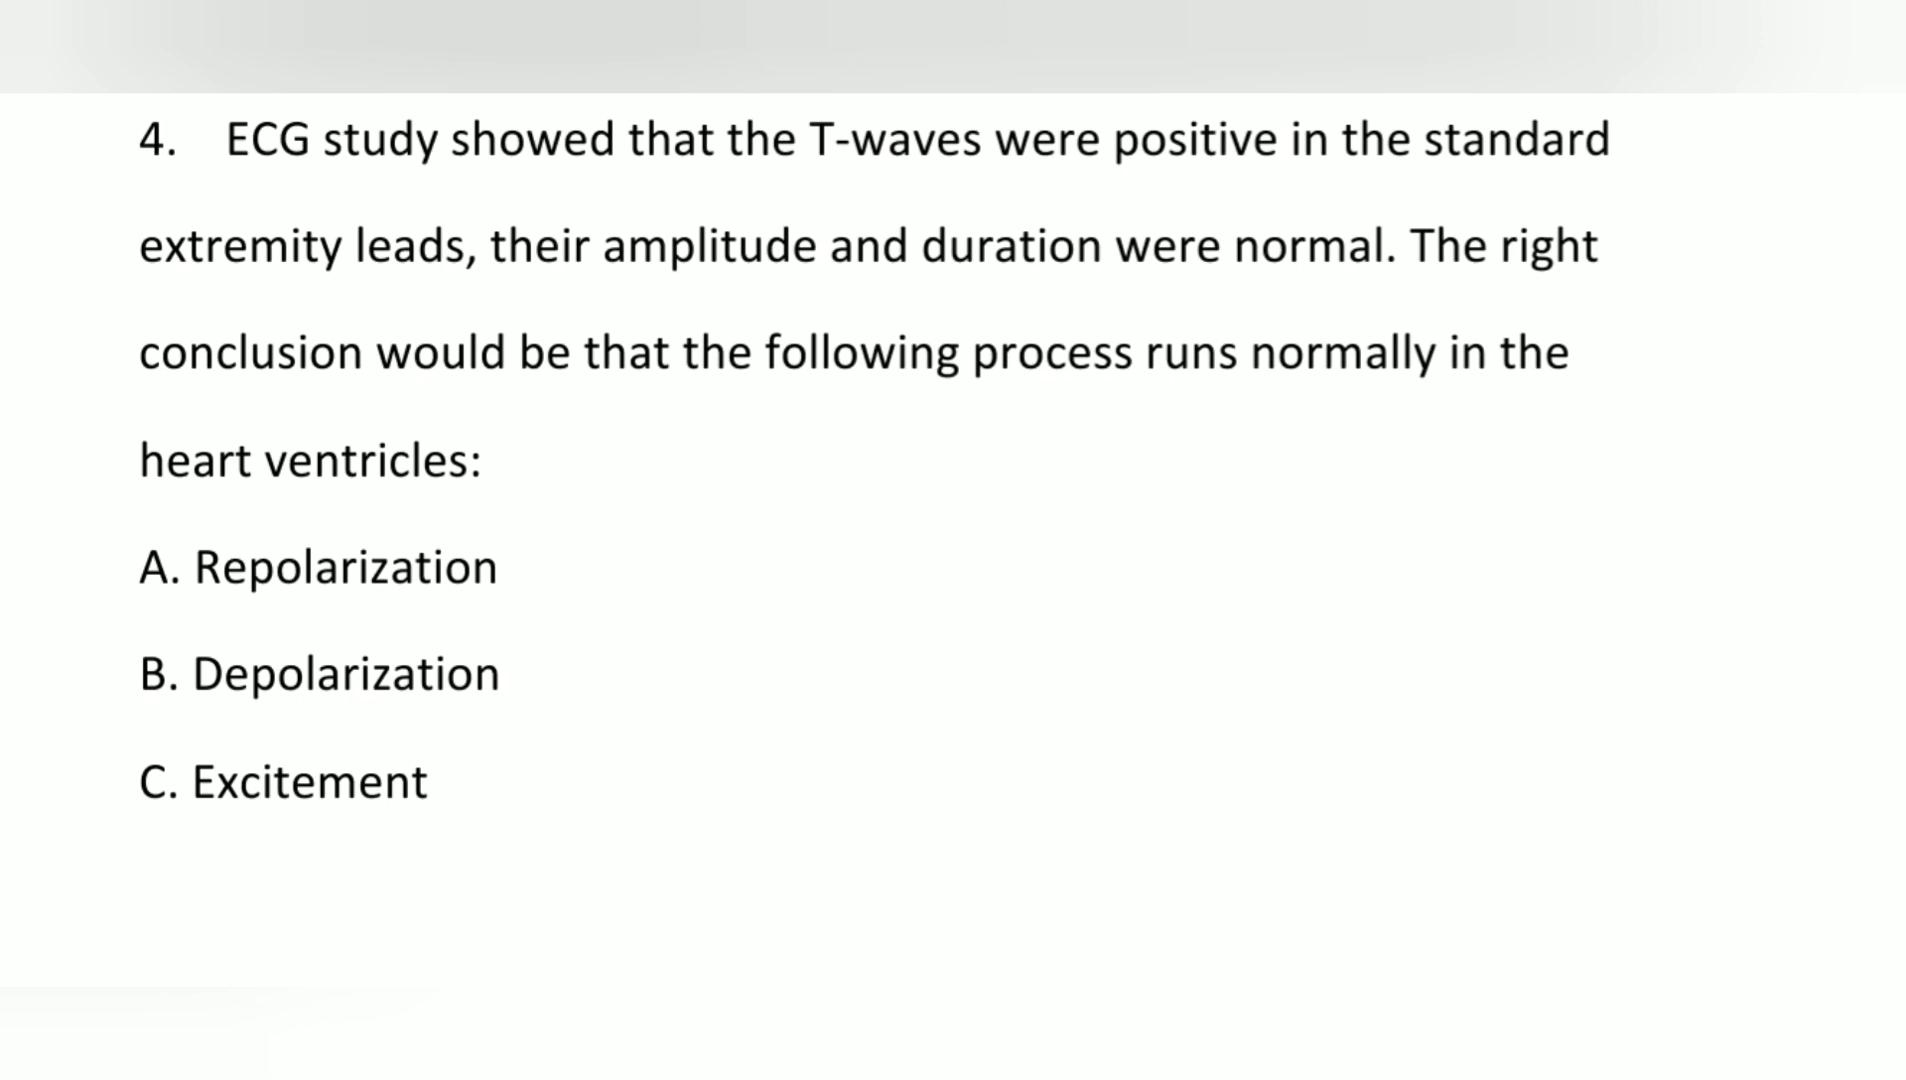 4. ECG study showed that the T-waves were positive in the standard
extremity leads, their amplitude and duration were normal. The right
conclusion would be that the following process runs normally in the
heart ventricles:
A. Repolarization
B. Depolarization
C. Excitement